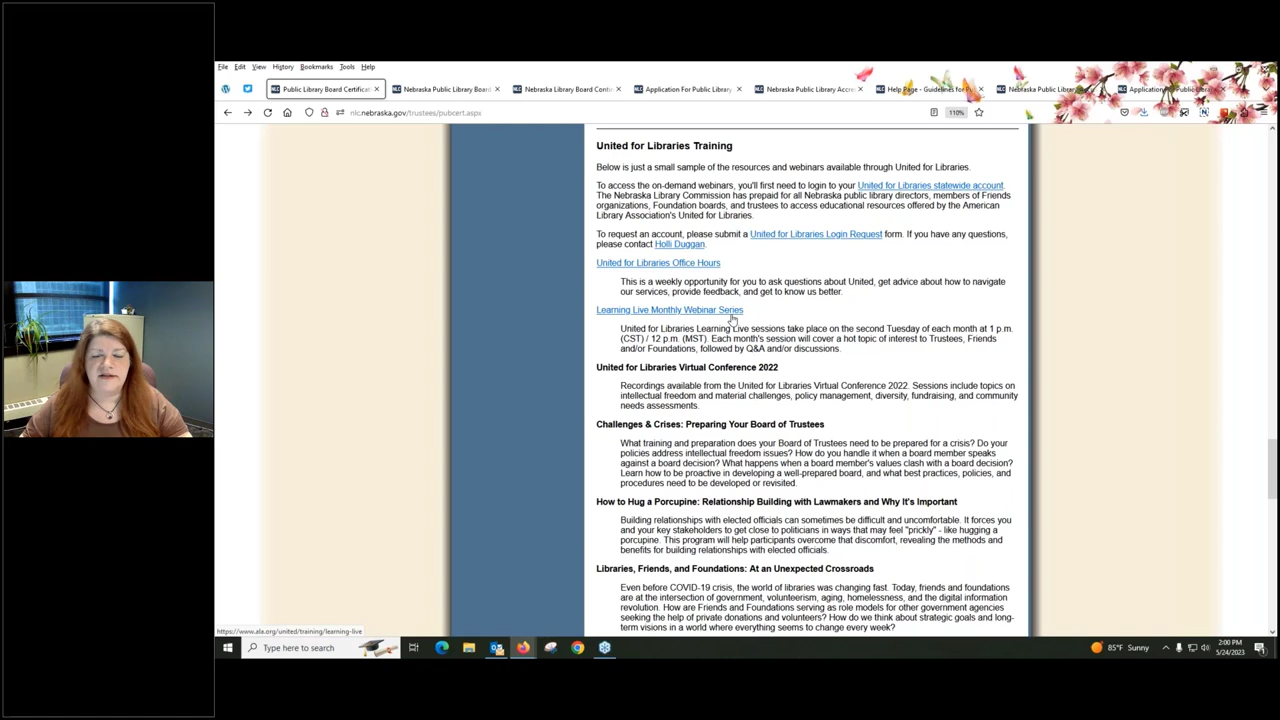 File Edit View History Bookmarks Tools Help
Public Library Board Certificat
Nebraska Public Library Board
Nebraska Library Board Conti
Application For Public Library
Nebraska Public Library Accre
Help Page - Guidelines for P
Nebraska Public
nlc.nebraska.gov/trustees/pubcert.aspx
110%
United for Libraries Training
Below is just a small sample of the resources and webinars available through United for Libraries.
To access the on-demand webinars, you'll first need to login to your United for Libraries statewide account.
The Nebraska Library Commission has prepaid for all Nebraska public library directors, members of Friends
organizations, Foundation boards, and trustees to access educational resources offered by the American
Library Association's United for Libraries.
To request an account, please submit a United for Libraries Login Request form. If you have any questions,
please contact Holli Duggan.
United for Libraries Office Hours
This is a weekly opportunity for you to ask questions about United, get advice about how to navigate
our services, provide feedback, and get to know us better.
Learning Live Monthly Webinar Series
United for Libraries Learning Live sessions take place on the second Tuesday of each month at 1 p.m.
(CST) / 12 p.m. (MST). Each month's session will cover a hot topic of interest to Trustees, Friends
and/or Foundations, followed by Q&A and/or discussions.
United for Libraries Virtual Conference 2022
Recordings available from the United for Libraries Virtual Conference 2022. Sessions include topics on
intellectual freedom and material challenges, policy management, diversity, fundraising, and community
needs assessments.
Challenges & Crises: Preparing Your Board of Trustees
What training and preparation does your Board of Trustees need to be prepared for a crisis? Do your
policies address intellectual freedom issues? How do you handle it when a board member speaks
against a board decision? What happens when a board member's values clash with a board decision?
Learn how to be proactive in developing a well-prepared board, and what best practices, policies, and
procedures need to be developed or revisited.
How to Hug a Porcupine: Relationship Building with Lawmakers and Why It's Important
Building relationships with elected officials can sometimes be difficult and uncomfortable. It forces you
and your key stakeholders to get close to politicians in ways that may feel "prickly" - like hugging a
porcupine. This program will help participants overcome that discomfort, revealing the methods and
benefits for building relationships with elected officials.
Libraries, Friends, and Foundations: At an Unexpected Crossroads
Even before COVID-19 crisis, the world of libraries was changing fast. Today, friends and foundations
are at the intersection of government, volunteerism, aging, homelessness, and the digital information
revolution. How are Friends and Foundations serving as role models for other government agencies
seeking the help of private donations and volunteers? How do we think about strategic goals and long-
term visions in a world where everything seems to change every week?
https://www.ala.org/united/training/learning-live
Type here to search
85°F Sunny
2:00 PM
5/24/2023